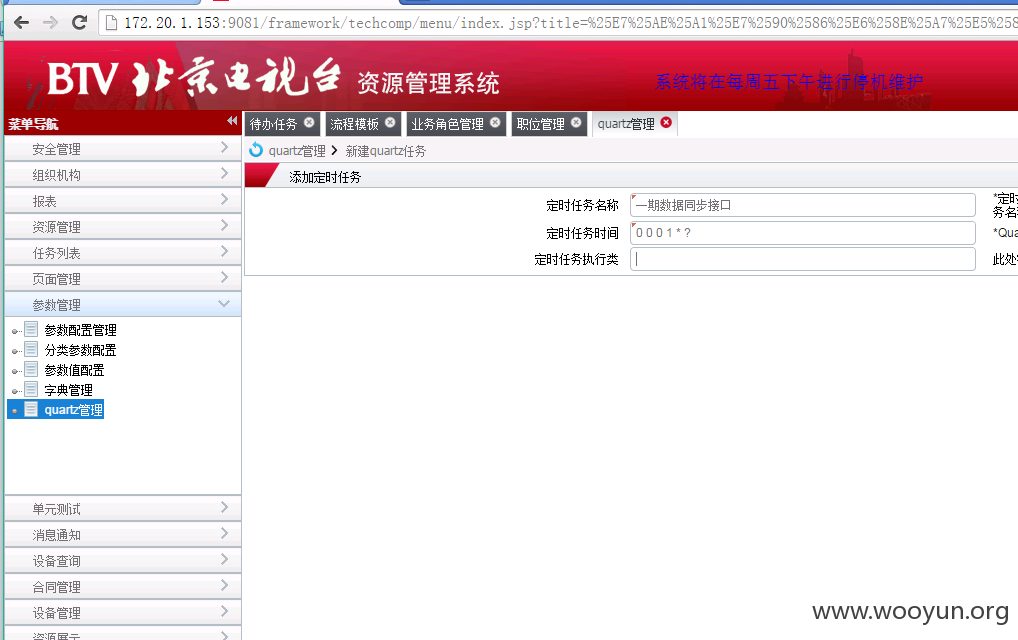 172.20.1.153:9081/framework/techcomp/menu/index.jsp?title=%25E7%25AE%25A1%25E7%2590%2586%25E6%258E%25A7%25E5%258
BTV 北京电视台 资源管理系统
系统将在每周五下午进行停机维护
菜单导航
待办任务
流程模板
业务角色管理
职位管理
quartz管理
quartz管理 > 新建quartz任务
添加定时任务
定时任务名称 一期数据同步接口
*定时
务名
定时任务时间 0 0 0 1 * ?
*Qua
定时任务执行类
此处
安全管理
组织机构
报表
资源管理
任务列表
页面管理
参数管理
参数配置管理
分类参数配置
参数值配置
字典管理
quartz管理
单元测试
消息通知
设备查询
合同管理
设备管理
资源展示
www.wooyun.org